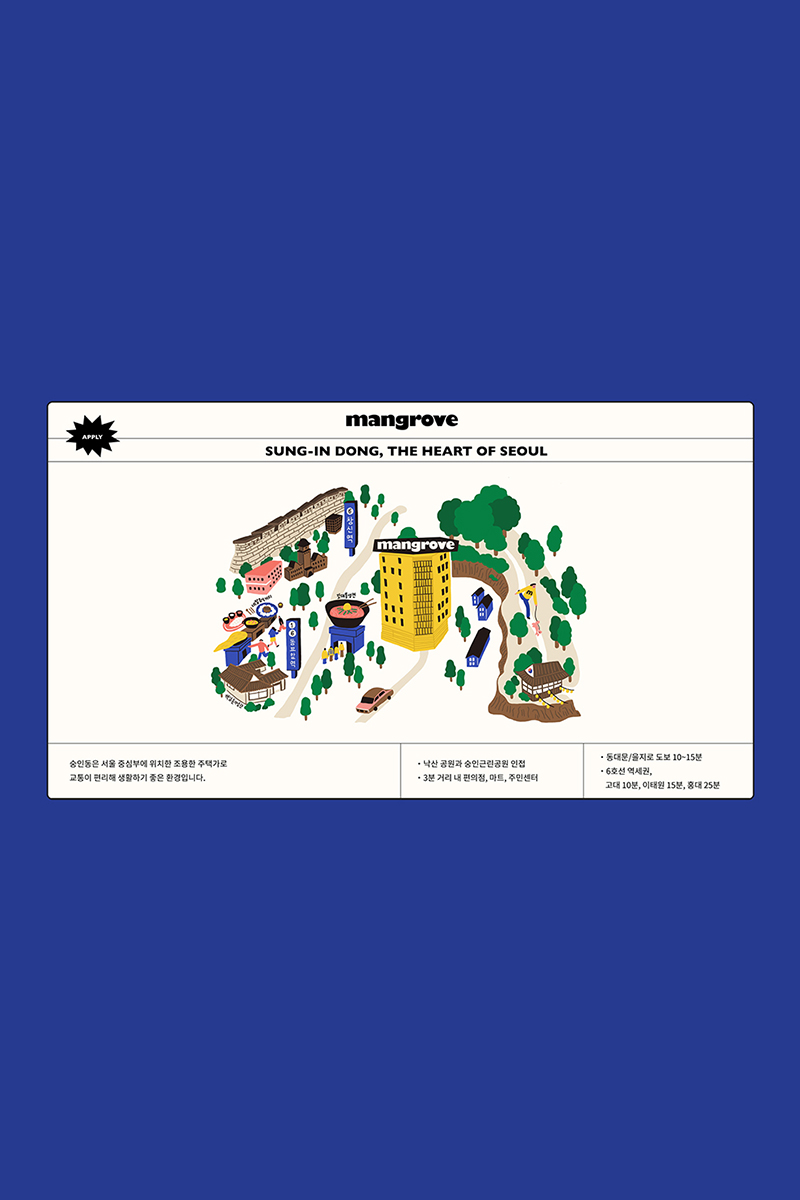 mangrove
APPLY
SUNG-IN DONG, THE HEART OF SEOUL
6 창신역
mangrove
1 6 동묘앞역
숭인동은 서울 중심부에 위치한 조용한 주택가로
교통이 편리해 생활하기 좋은 환경입니다.
· 낙산 공원과 숭인근린공원 인접
· 3분 거리 내 편의점, 마트, 주민센터
· 동대문/을지로 도보 10~15분
· 6호선 역세권,
고대 10분, 이태원 15분, 홍대 25분